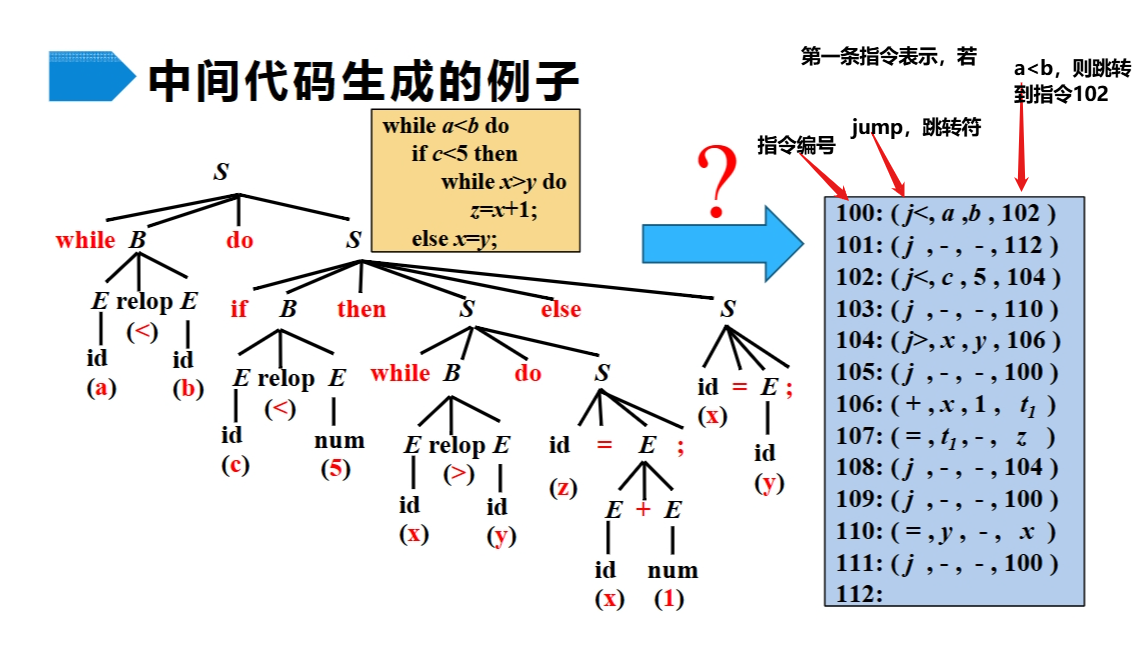 中间代码生成的例子
第一条指令表示，若
a<b，则跳转
到指令102
jump，跳转符
指令编号
while a<b do
if c<5 then
while x>y do
z=x+1;
else x=y;
?
100: ( j<, a ,b , 102 )
101: ( j , - , - , 112 )
102: ( j<, c , 5 , 104 )
103: ( j , - , - , 110 )
104: ( j>, x , y , 106 )
105: ( j , - , - , 100 )
106: ( + , x , 1 , t1 )
107: ( = , t1 , - , z )
108: ( j , - , - , 104 )
109: ( j , - , - , 100 )
110: ( = , y , - , x )
111: ( j , - , - , 100 )
112:
S
while B do S
E relop E
(<)
id id
(a) (b)
if B then S else S
E relop E
(<)
id num
(c) (5)
while B do S
E relop E
(>)
id id
(x) (y)
id = E ;
(z)
E + E
id num
(x) (1)
id = E ;
(x)
id
(y)